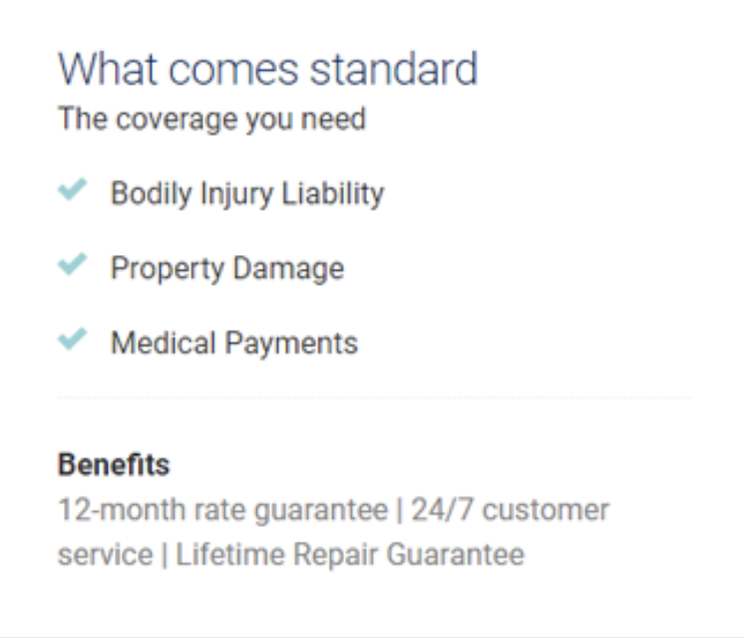 What comes standard
The coverage you need
Bodily Injury Liability
Property Damage
Medical Payments
Benefits
12-month rate guarantee | 24/7 customer
service | Lifetime Repair Guarantee